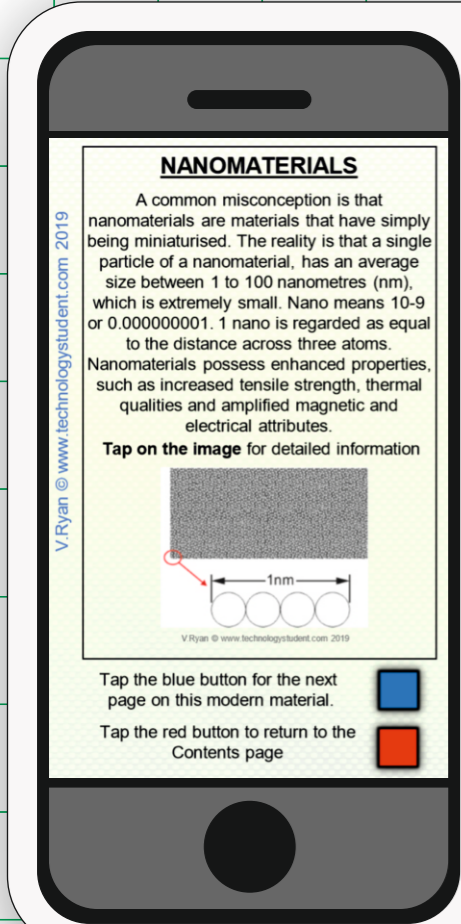 NANOMATERIALS
A common misconception is that
nanomaterials are materials that have simply
being miniaturised. The reality is that a single
particle of a nanomaterial, has an average
size between 1 to 100 nanometres (nm),
which is extremely small. Nano means 10-9
or 0.000000001. 1 nano is regarded as equal
to the distance across three atoms.
Nanomaterials possess enhanced properties,
such as increased tensile strength, thermal
qualities and amplified magnetic and
electrical attributes.
Tap on the image for detailed information
1nm
V.Ryan © www.technologystudent.com 2019
Tap the blue button for the next
page on this modern material.
Tap the red button to return to the
Contents page
V.Ryan © www.technologystudent.com 2019